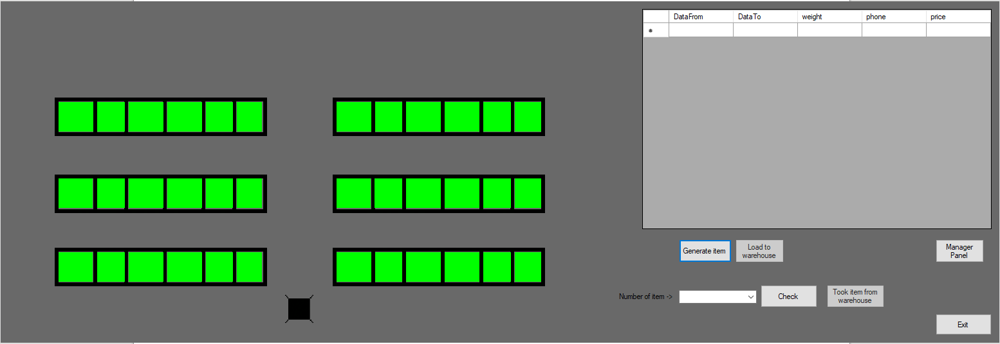 DataFrom DataTo weight phone price
*
Generate item
Load to
warehouse
Manager
Panel
Number of item ->
Check
Took item from
warehouse
Exit